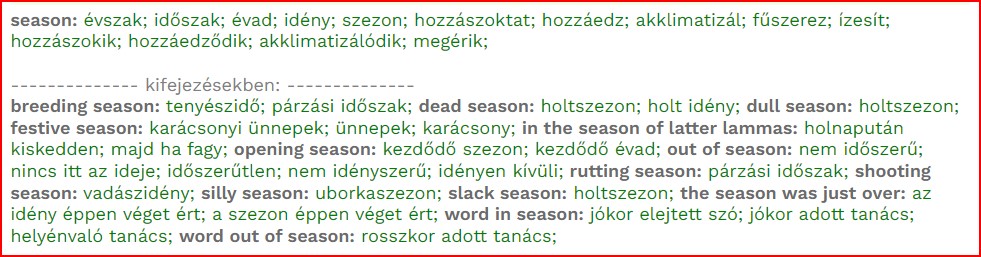 season: évszak; időszak; évad; idény; szezon; hozzászoktat; hozzáedz; akklimatizál; fűszerez; ízesít;
hozzászokik; hozzáedződik; akklimatizálódik; megérik;
-------------- kifejezésekben: --------------
breeding season: tenyészidő; párzási időszak; dead season: holtszezon; holt idény; dull season: holtszezon;
festive season: karácsonyi ünnepek; ünnepek; karácsony; in the season of latter lammas: holnapután
kiskedden; majd ha fagy; opening season: kezdődő szezon; kezdődő évad; out of season: nem időszerű;
nincs itt az ideje; időszerűtlen; nem idényszerű; idényen kívüli; rutting season: párzási időszak; shooting
season: vadászidény; silly season: uborkaszezon; slack season: holtszezon; the season was just over: az
idény éppen véget ért; a szezon éppen véget ért; word in season: jókor elejtett szó; jókor adott tanács;
helyénvaló tanács; word out of season: rosszkor adott tanács;